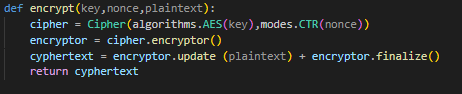 def encrypt(key,nonce,plaintext):
    cipher = Cipher(algorithms.AES(key),modes.CTR(nonce))
    encryptor = cipher.encryptor()
    cyphertext = encryptor.update (plaintext) + encryptor.finalize()
    return cyphertext